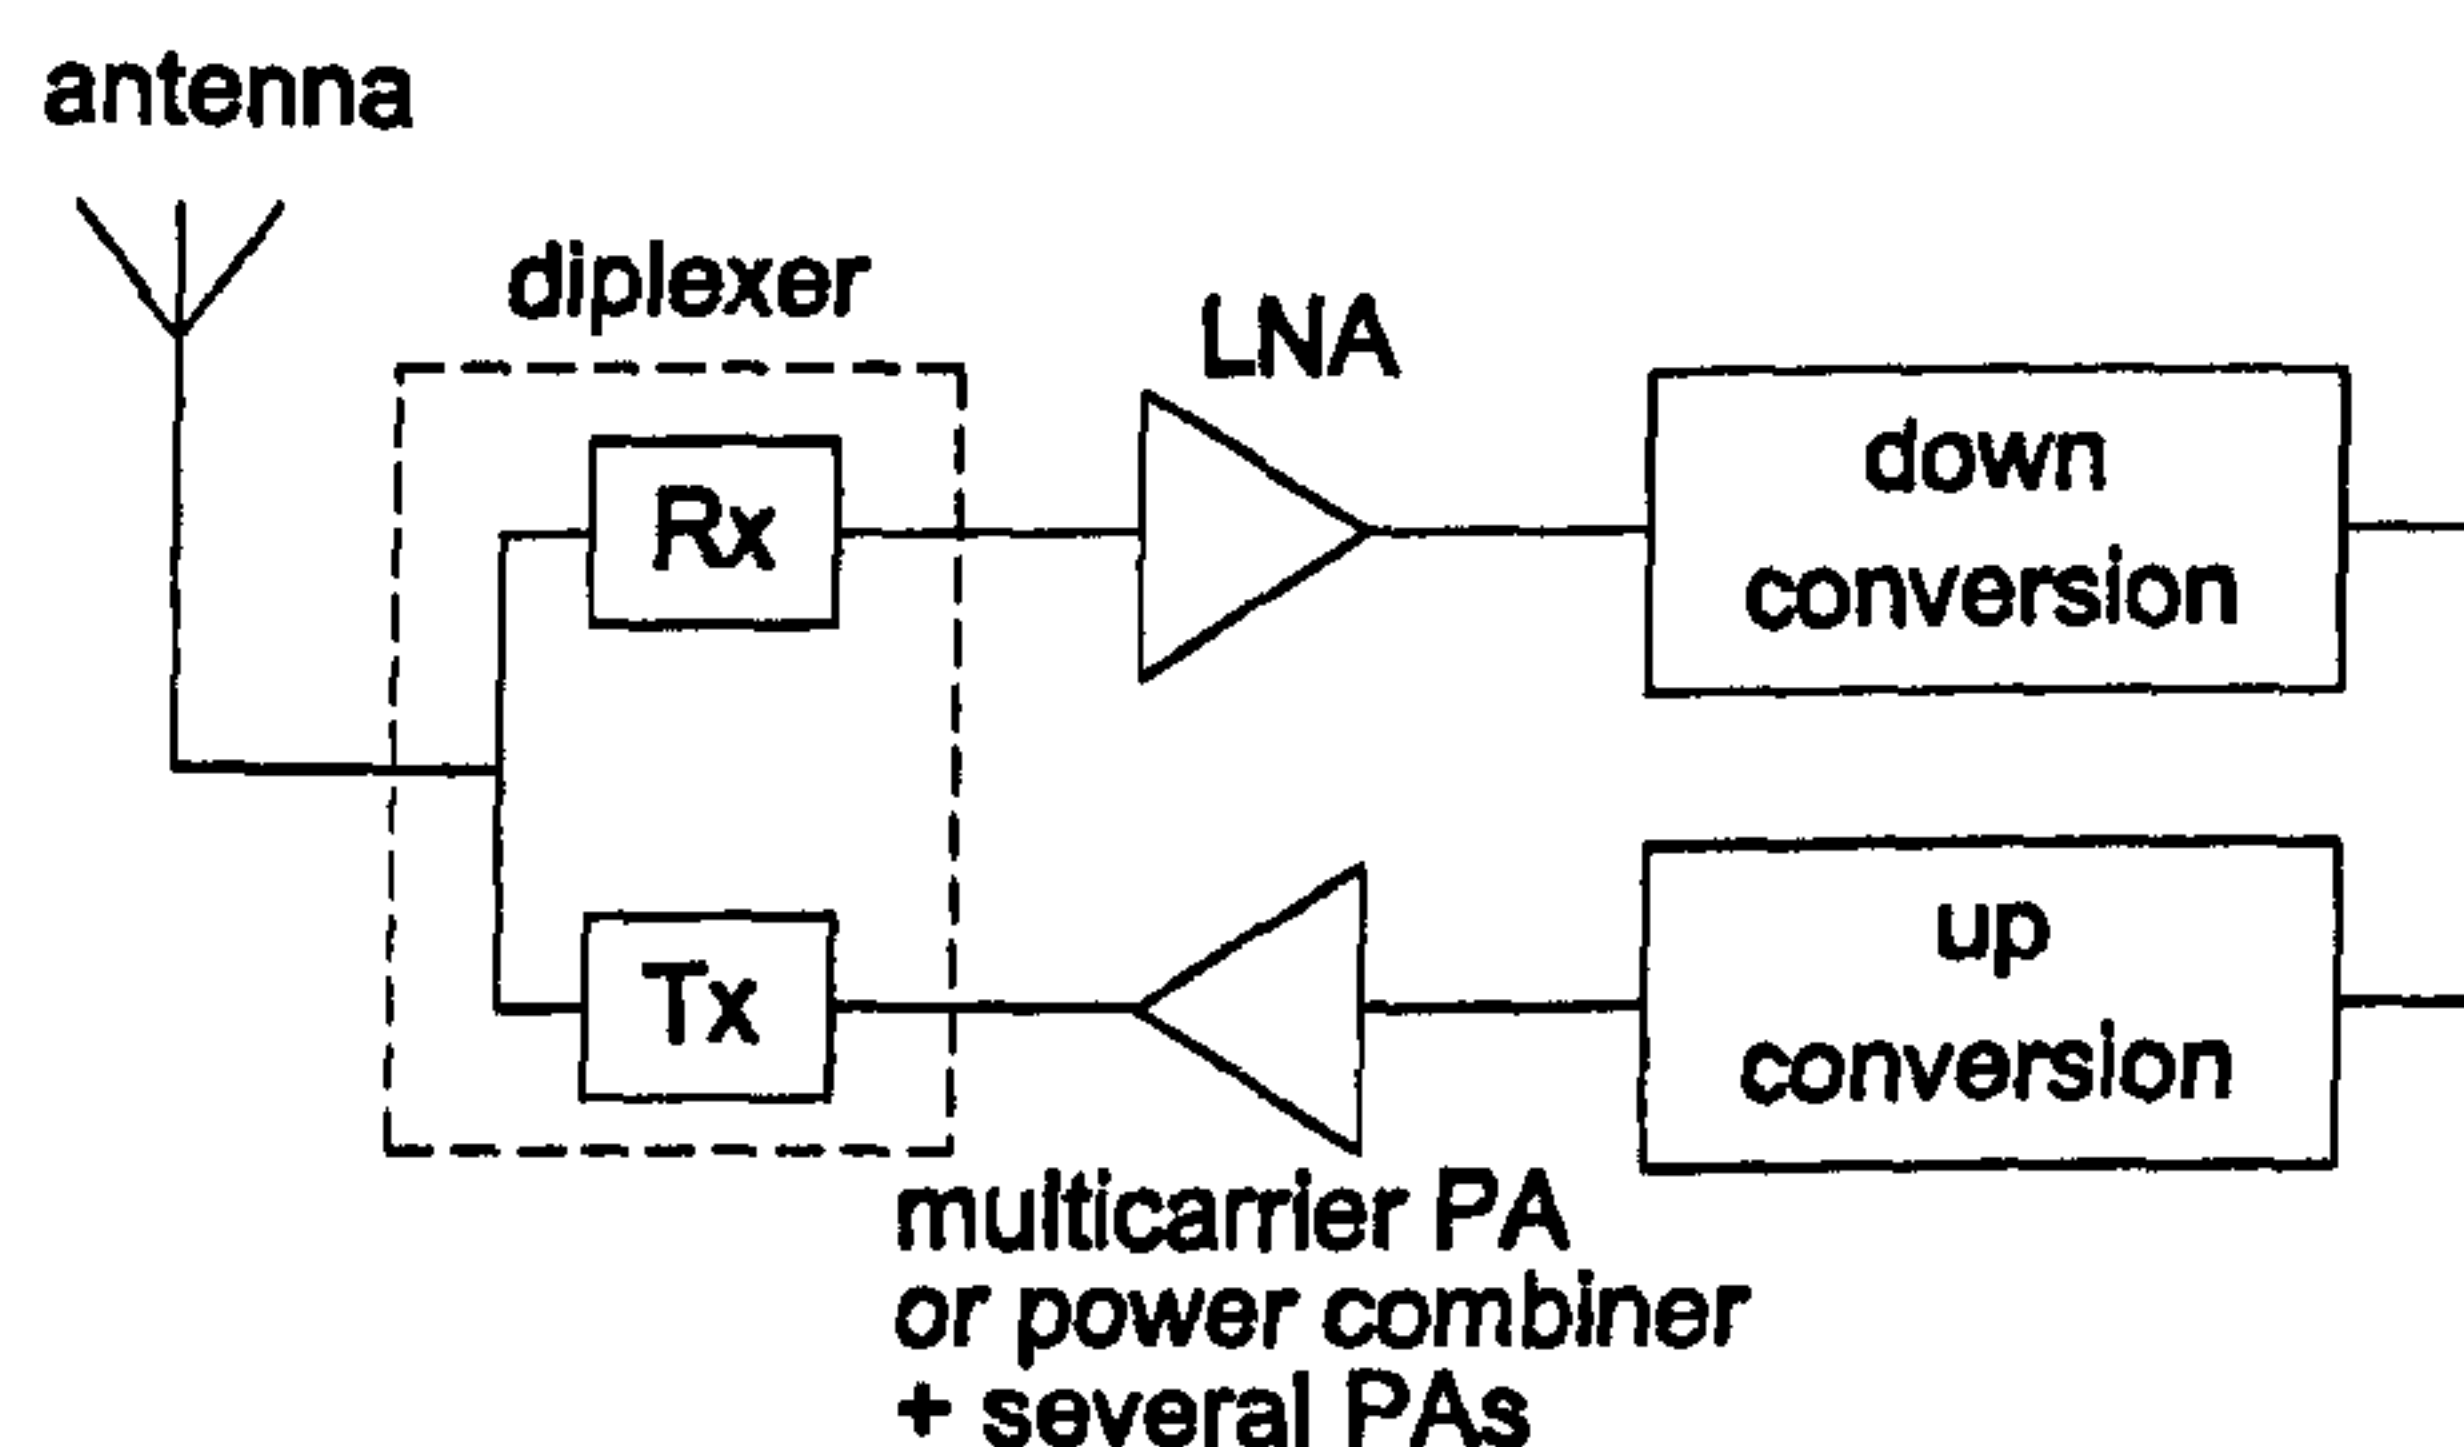 antenna
diplexer
LNA
Rx
down
conversion
Tx
up
conversion
multicarrier PA
or power combiner
+ several PAs